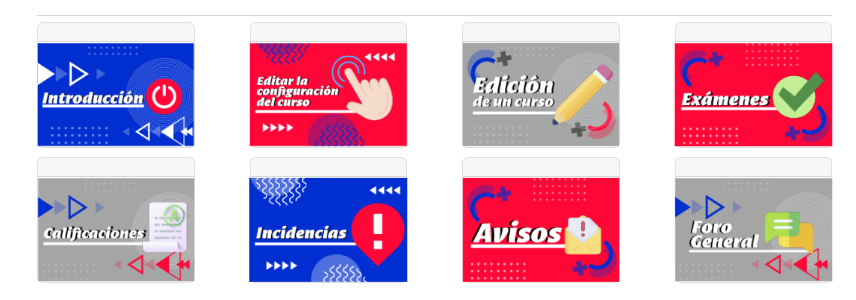 Introducción
Editar la
configuración
del curso
Edición
de un curso
Exámenes
Calificaciones
A
Incidencias
!
Avisos
!
Foro
General